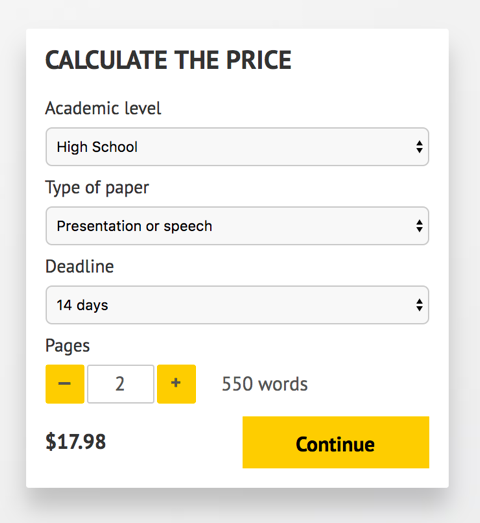 CALCULATE THE PRICE
Academic level
High School
Type of paper
Presentation or speech
Deadline
14 days
Pages
− 2 + 550 words
$17.98 Continue